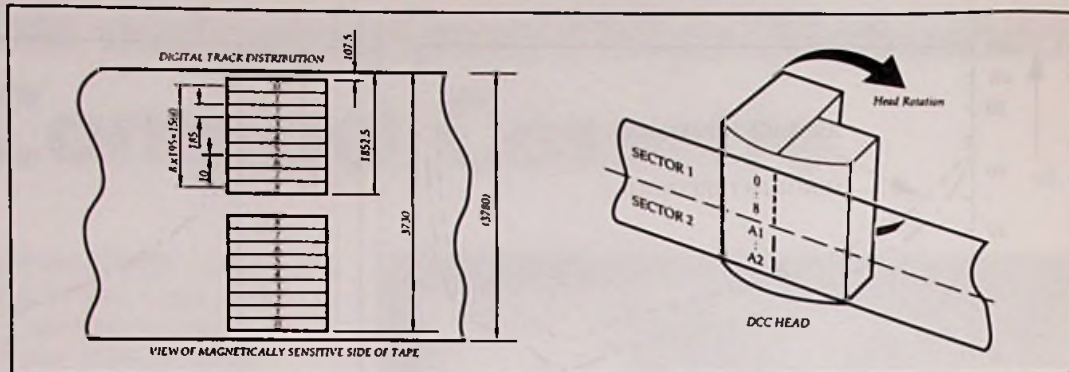 DIGITAL TRACK DISTRIBUTION
107.5
8 x 195=1560
185
10
1852.5
3730
(3780)
VIEW OF MAGNETICALLY SENSITIVE SIDE OF TAPE
Head Rotation
SECTOR 1
SECTOR 2
0
:
8
A1
:
A2
DCC HEAD